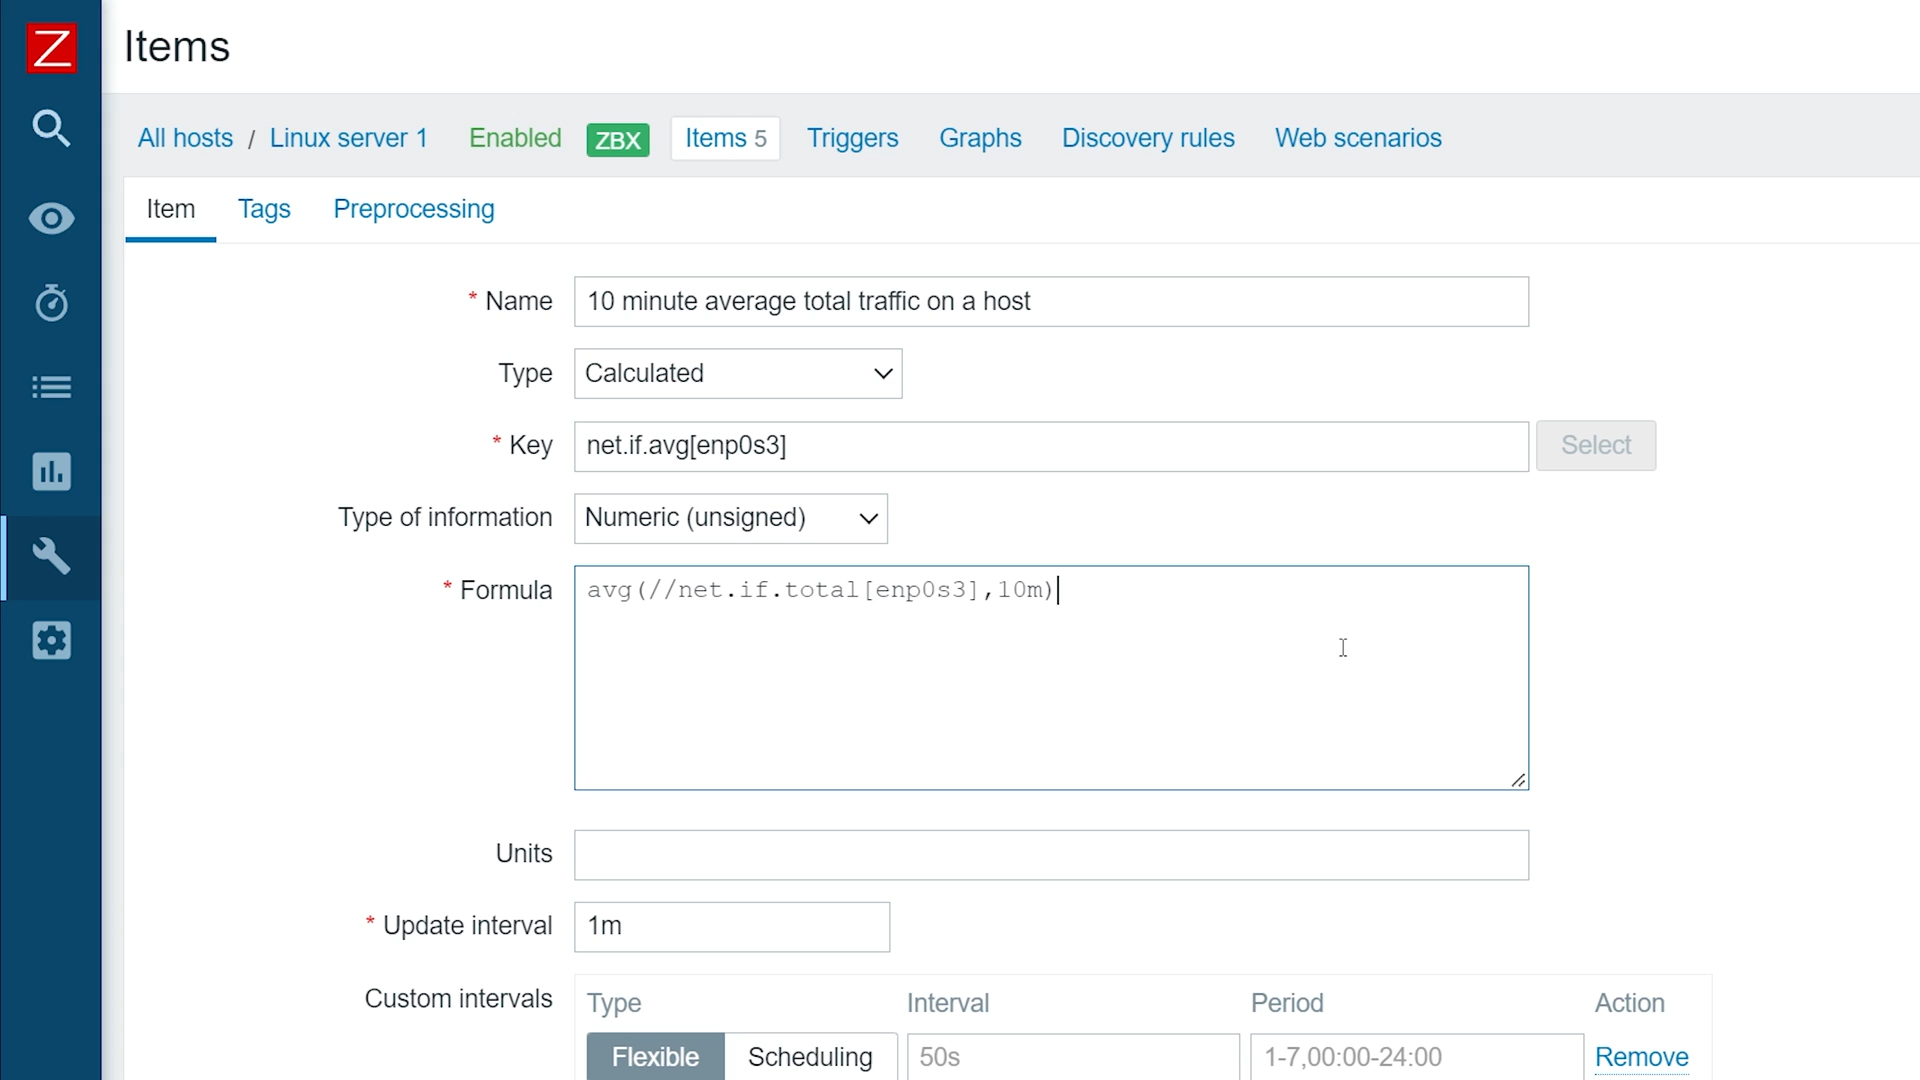 Z
Items
All hosts / Linux server 1 Enabled ZBX Items 5 Triggers Graphs Discovery rules Web scenarios
Item Tags Preprocessing
* Name 10 minute average total traffic on a host
Type Calculated
* Key net.if.avg[enp0s3] Select
Type of information Numeric (unsigned)
* Formula avg(//net.if.total[enp0s3],10m)
Units
* Update interval 1m
Custom intervals Type Interval Period Action
Flexible Scheduling 50s 1-7,00:00-24:00 Remove